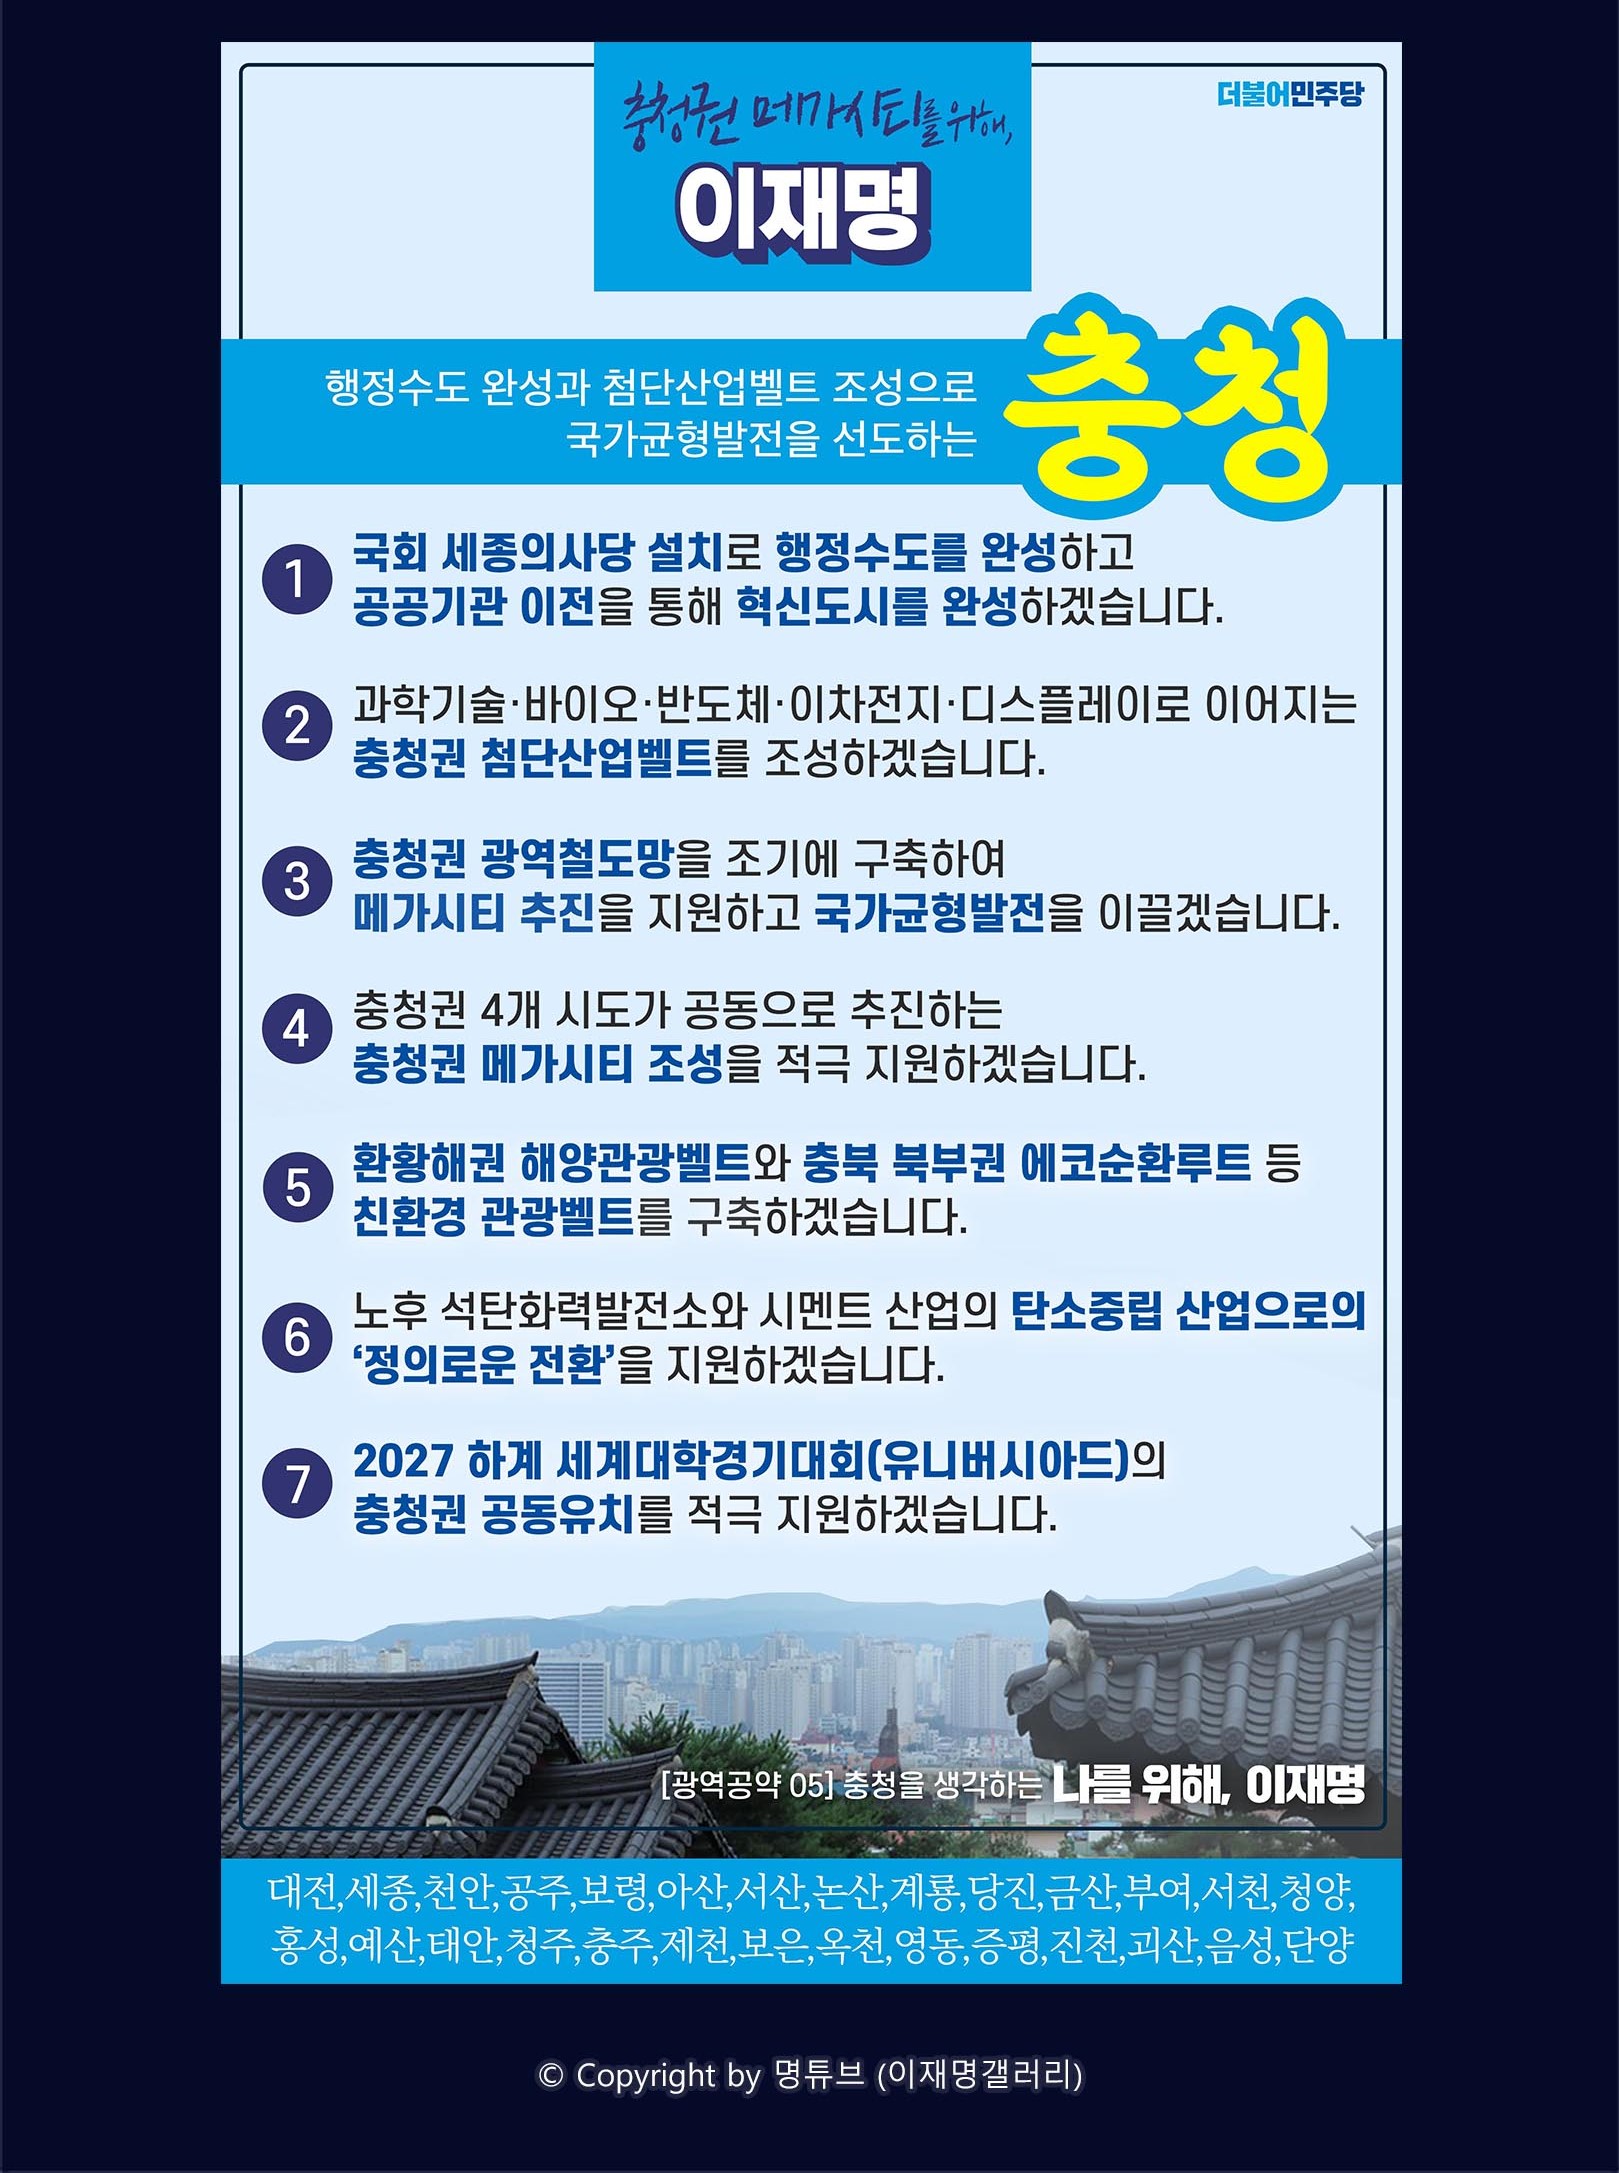 충청권 메가시티를 위해,
더불어민주당
이재명
행정수도 완성과 첨단산업벨트 조성으로
국가균형발전을 선도하는
충청
1 국회 세종의사당 설치로 행정수도를 완성하고
공공기관 이전을 통해 혁신도시를 완성하겠습니다.
2 과학기술·바이오·반도체·이차전지·디스플레이로 이어지는
충청권 첨단산업벨트를 조성하겠습니다.
3 충청권 광역철도망을 조기에 구축하여
메가시티 추진을 지원하고 국가균형발전을 이끌겠습니다.
4 충청권 4개 시도가 공동으로 추진하는
충청권 메가시티 조성을 적극 지원하겠습니다.
5 환황해권 해양관광벨트와 충북 북부권 에코순환루트 등
친환경 관광벨트를 구축하겠습니다.
6 노후 석탄화력발전소와 시멘트 산업의 탄소중립 산업으로의
‘정의로운 전환’을 지원하겠습니다.
7 2027 하계 세계대학경기대회(유니버시아드)의
충청권 공동유치를 적극 지원하겠습니다.
[광역공약 05] 충청을 생각하는 나를 위해, 이재명
대전,세종,천안,공주,보령,아산,서산,논산,계룡,당진,금산,부여,서천,청양,
홍성,예산,태안,청주,충주,제천,보은,옥천,영동,증평,진천,괴산,음성,단양
© Copyright by 명튜브 (이재명갤러리)